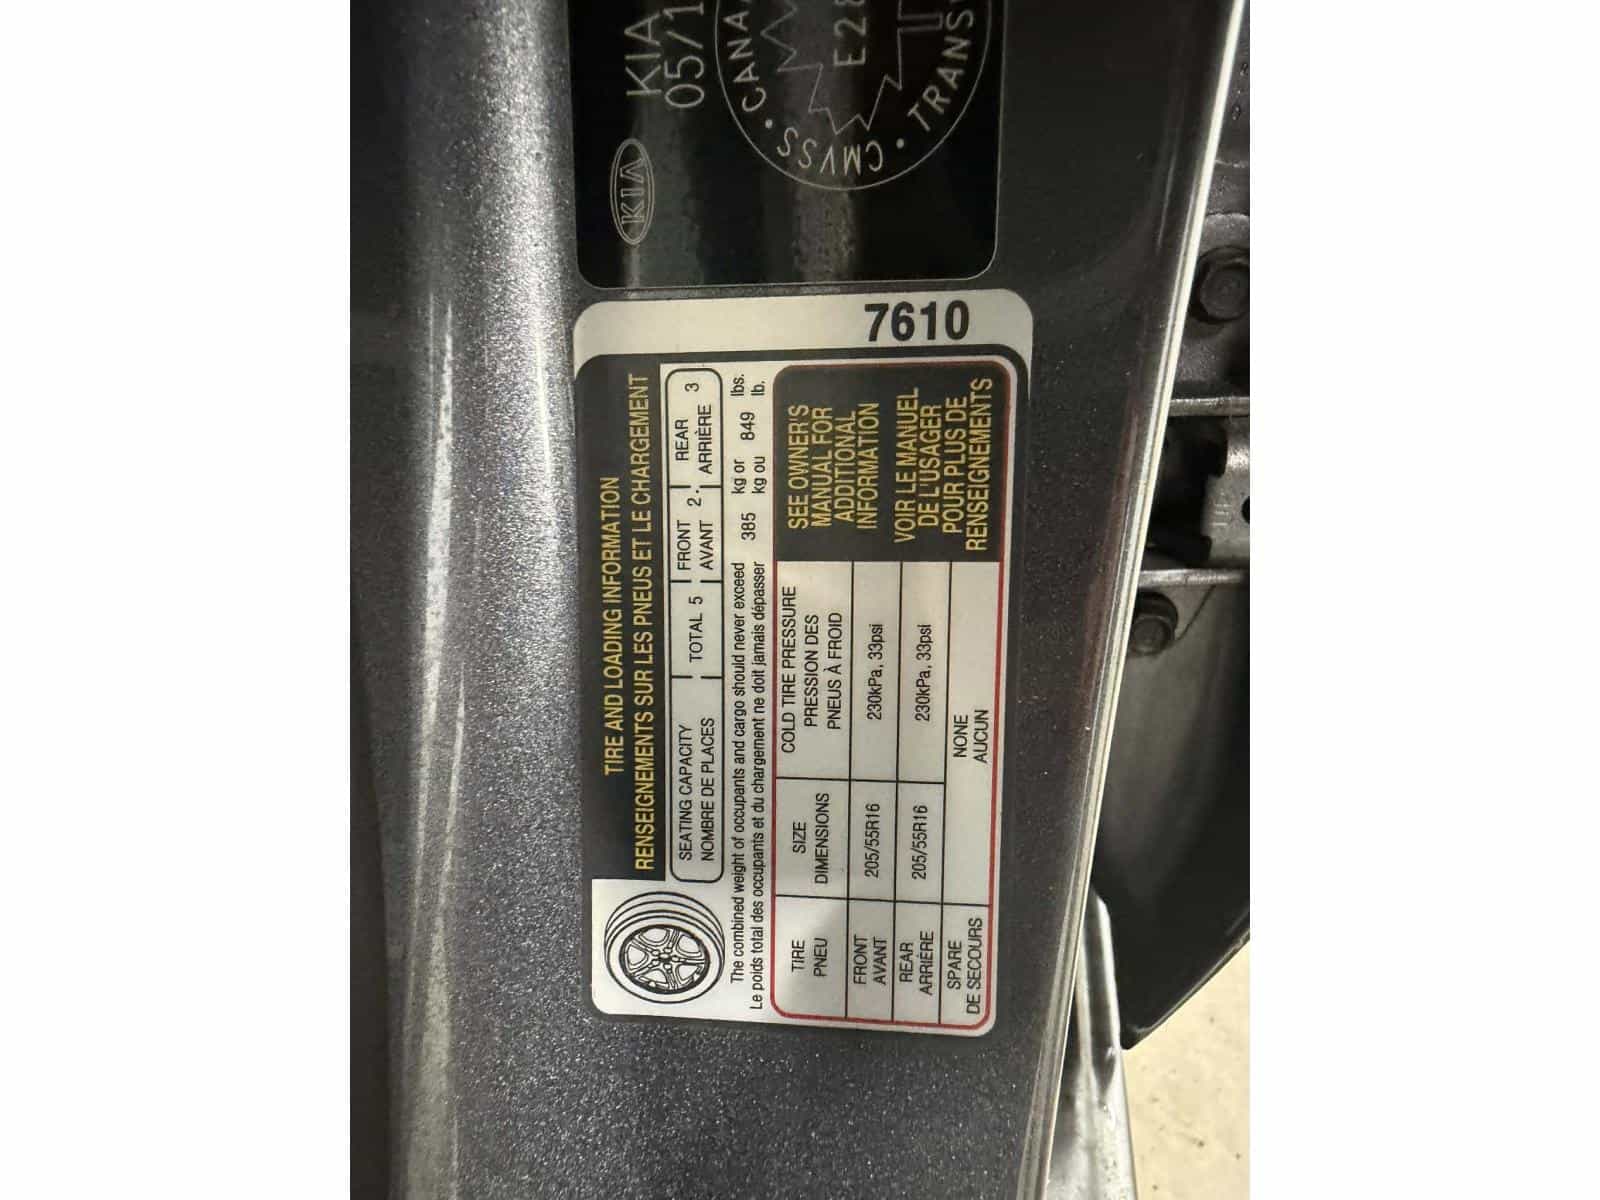 KIA
KIA
05/1
CMVSS • CANA
TRANS
E28
7610
TIRE AND LOADING INFORMATION
RENSEIGNEMENTS SUR LES PNEUS ET LE CHARGEMENT
SEATING CAPACITY
NOMBRE DE PLACES
TOTAL 5
FRONT
AVANT
2
REAR
ARRIÈRE
3
The combined weight of occupants and cargo should never exceed 385 kg or 849 lbs.
Le poids total des occupants et du chargement ne doit jamais dépasser kg ou lb.
TIRE
PNEU
SIZE
DIMENSIONS
COLD TIRE PRESSURE
PRESSION DES
PNEUS À FROID
FRONT
AVANT
205/55R16
230kPa, 33psi
REAR
ARRIÈRE
205/55R16
230kPa, 33psi
SPARE
DE SECOURS
NONE
AUCUN
SEE OWNER'S
MANUAL FOR
ADDITIONAL
INFORMATION
VOIR LE MANUEL
DE L'USAGER
POUR PLUS DE
RENSEIGNEMENTS